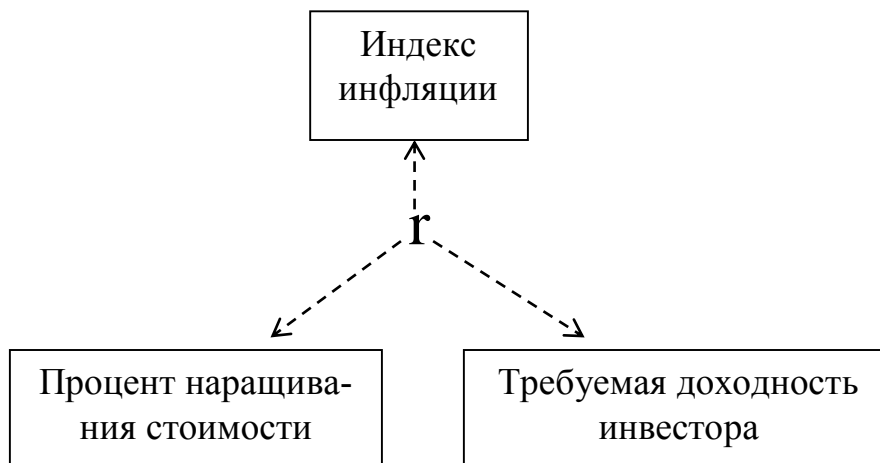 Индекс
инфляции
r
Процент наращива-
ния стоимости
Требуемая доходность
инвестора